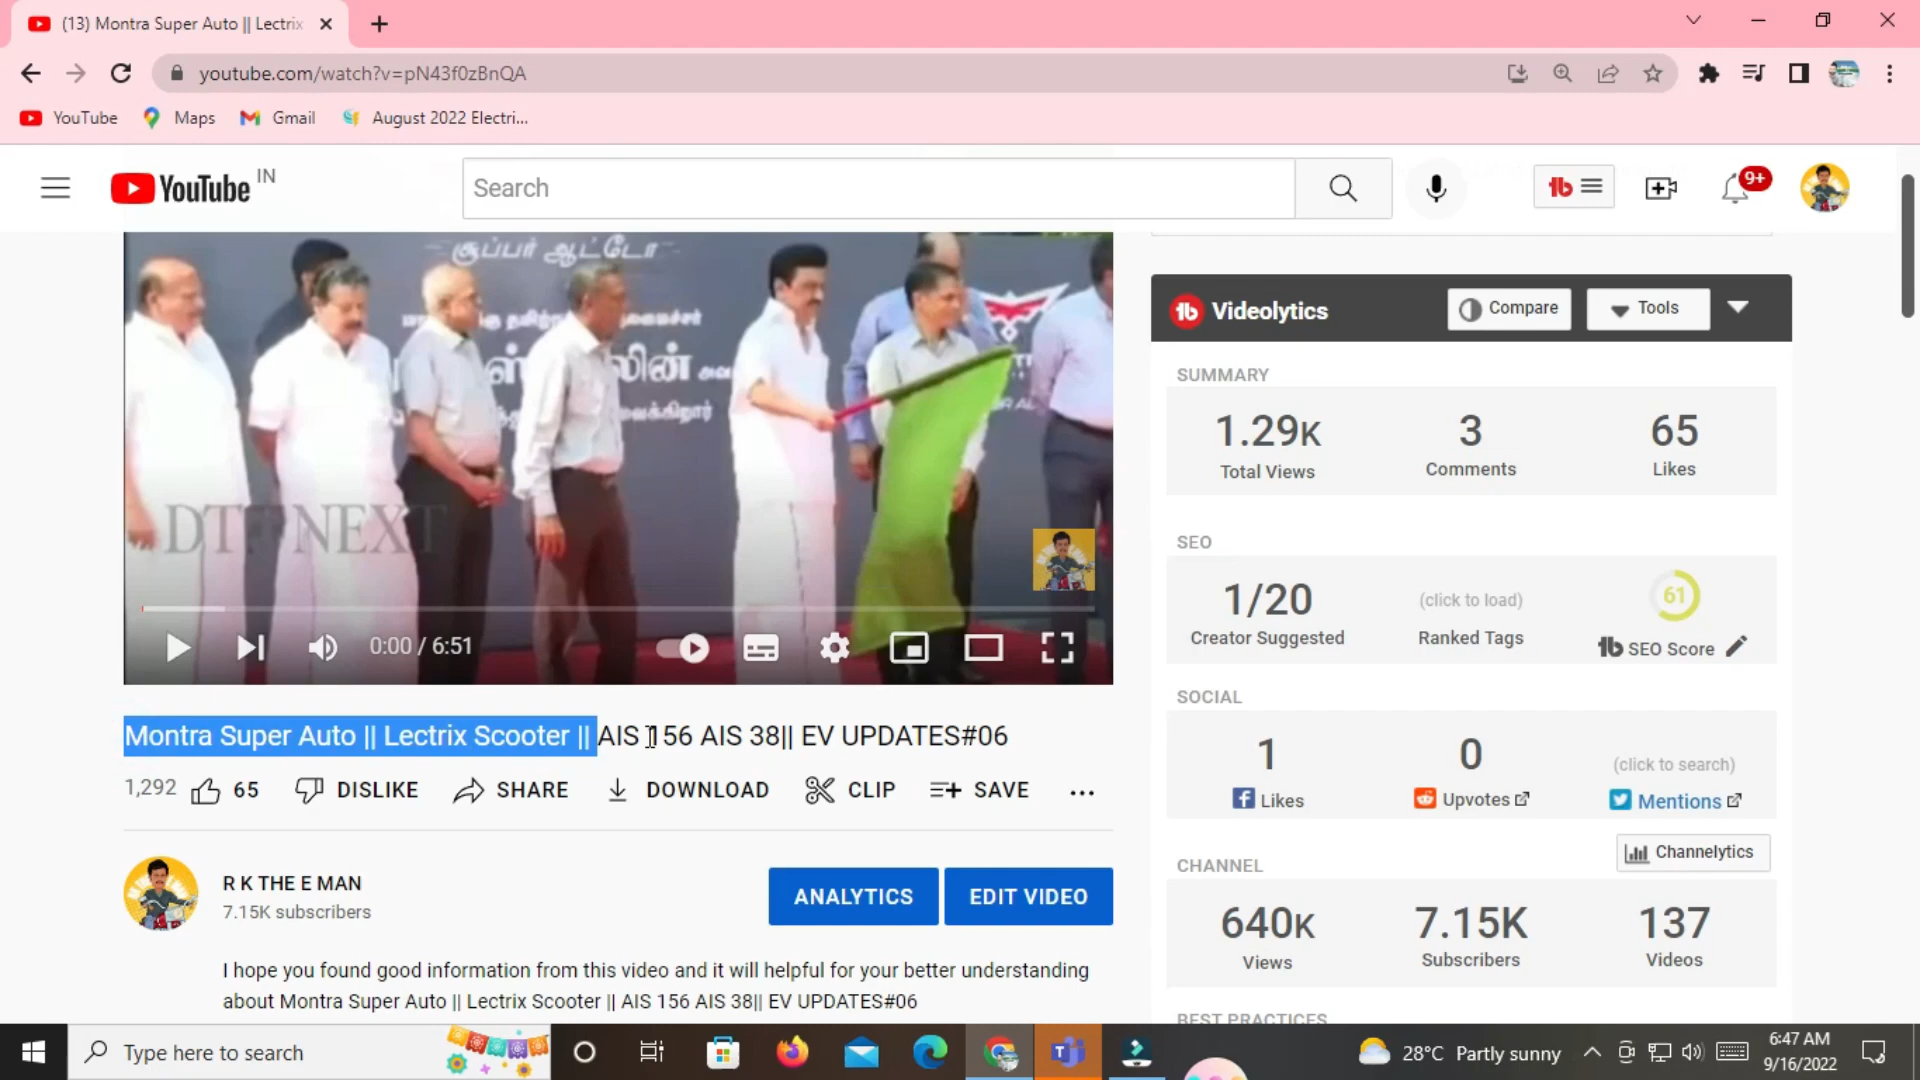 (13) Montra Super Auto || Lectrix
youtube.com/watch?v=pN43f0zBnQA
YouTube Maps Gmail August 2022 Electri...
YouTube IN
Search
9+
சூப்பர் ஆட்டோ
DT NEXT
0:00 / 6:51
Montra Super Auto || Lectrix Scooter || AIS 156 AIS 38|| EV UPDATES#06
1,292 65 DISLIKE SHARE DOWNLOAD CLIP SAVE ...
R K THE E MAN
7.15K subscribers
ANALYTICS EDIT VIDEO
I hope you found good information from this video and it will helpful for your better understanding
about Montra Super Auto || Lectrix Scooter || AIS 156 AIS 38|| EV UPDATES#06
Videolytics Compare Tools
SUMMARY
1.29K 3 65
Total Views Comments Likes
SEO
1/20 (click to load) 61
Creator Suggested Ranked Tags SEO Score
SOCIAL
1 0 (click to search)
Likes Upvotes Mentions
CHANNEL Channelytics
640K 7.15K 137
Views Subscribers Videos
BEST PRACTICES
Type here to search
28°C Partly sunny
6:47 AM
9/16/2022